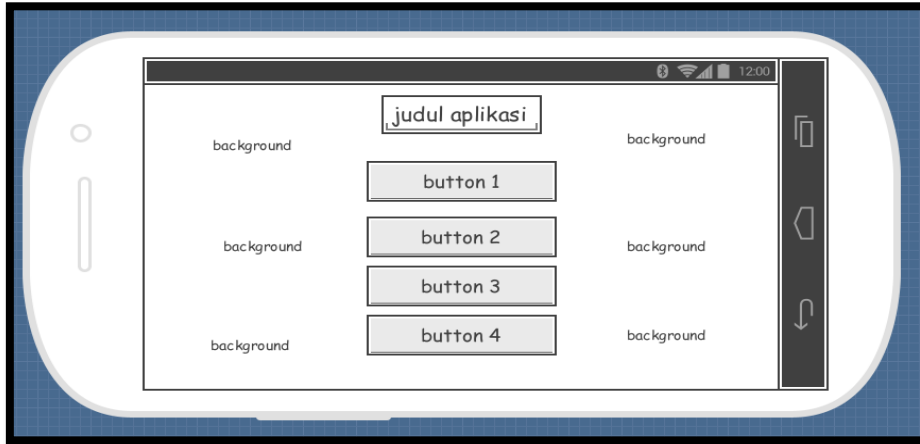 12:00
judul aplikasi
background
background
button 1
button 2
background
background
button 3
button 4
background
background